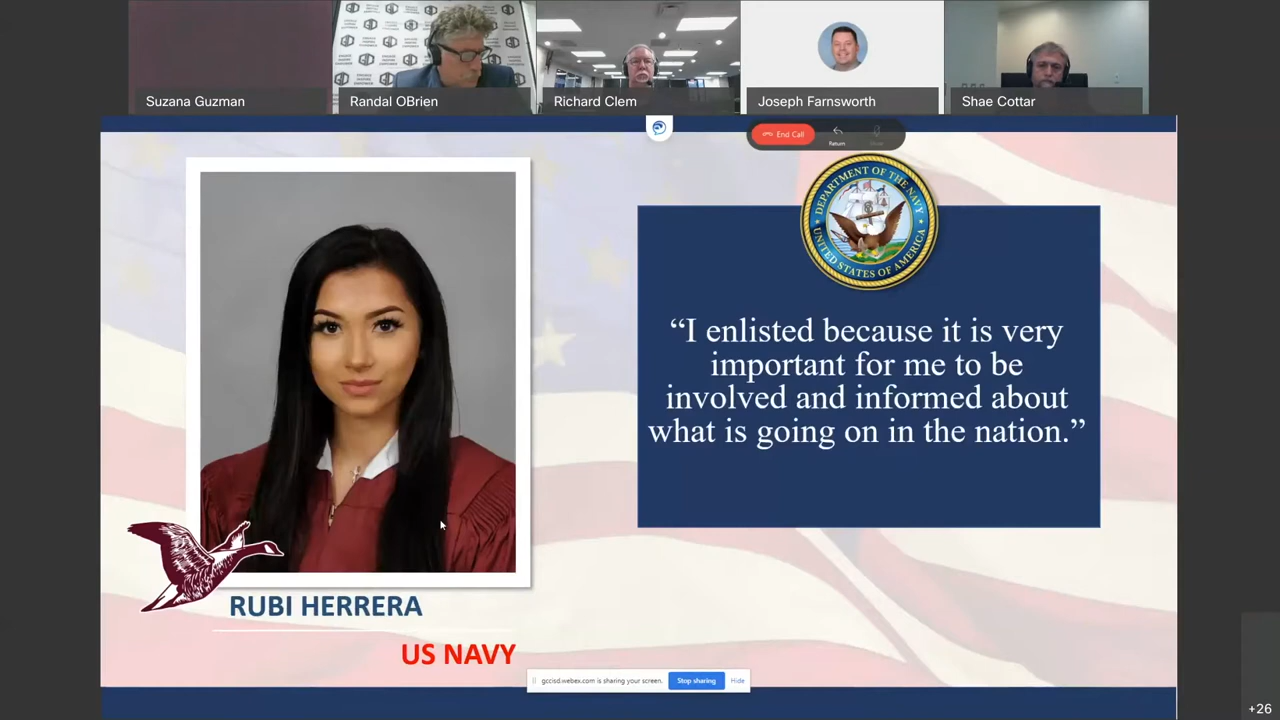 Suzana Guzman
Randal OBrien
Richard Clem
Joseph Farnsworth
Shae Cottar
End Call
Return
DEPARTMENT OF THE NAVY
UNITED STATES OF AMERICA
“I enlisted because it is very
important for me to be
involved and informed about
what is going on in the nation.”
RUBI HERRERA
US NAVY
gccisd.webex.com is sharing your screen.
Stop sharing
Hide
+26